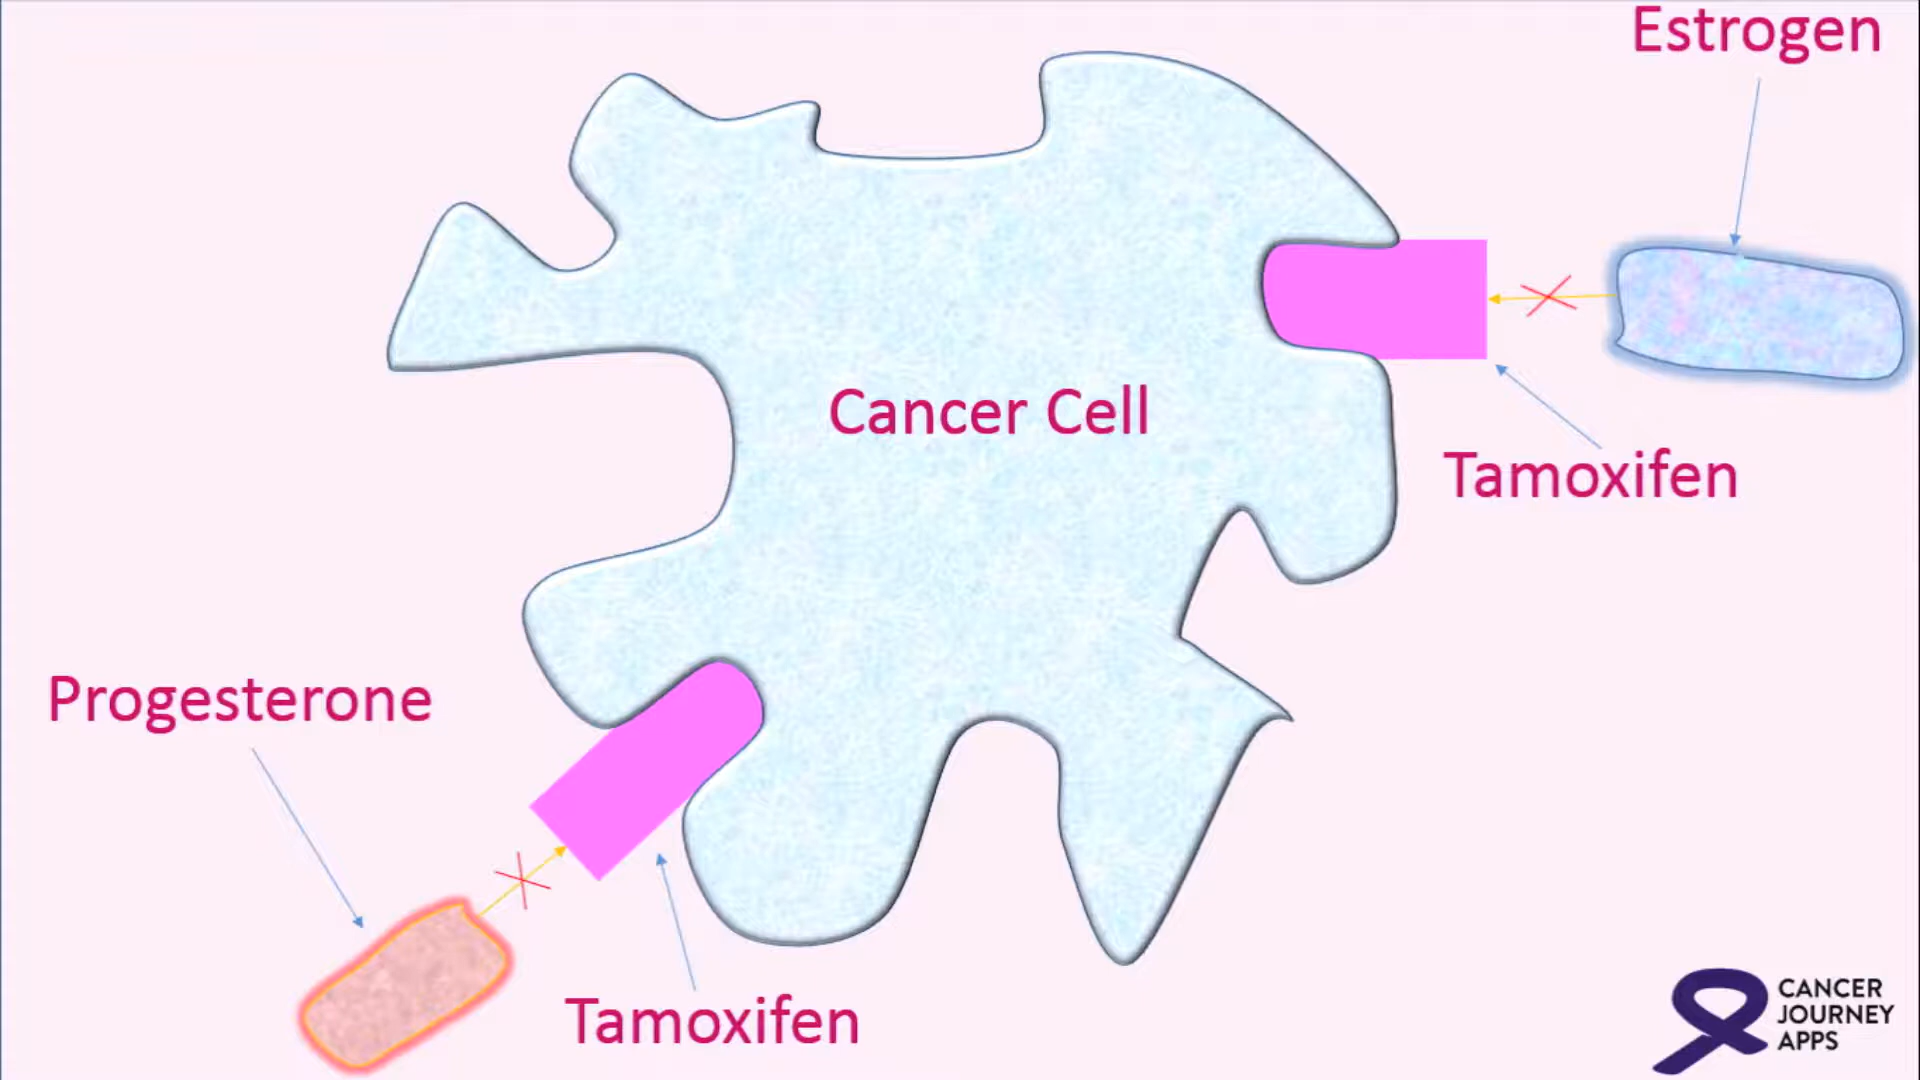 Estrogen
Cancer Cell
Tamoxifen
Progesterone
Tamoxifen
CANCER
JOURNEY
APPS